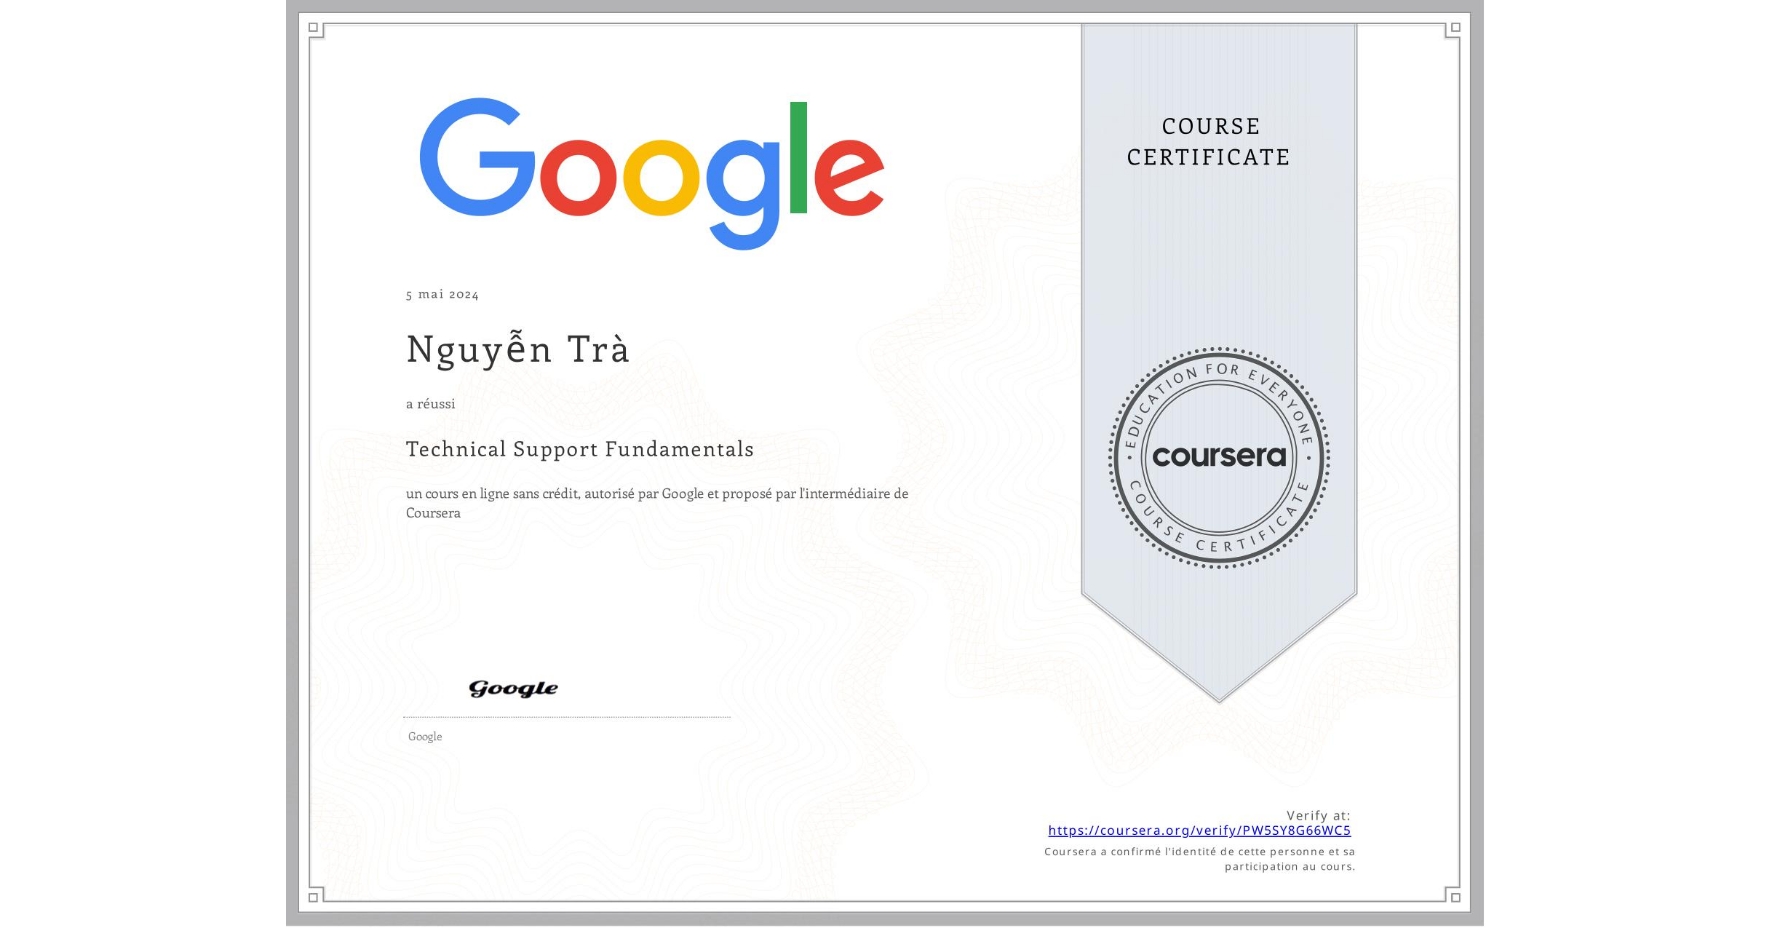 Google
COURSE
CERTIFICATE
5 mai 2024
Nguyễn Trà
a réussi
Technical Support Fundamentals
un cours en ligne sans crédit, autorisé par Google et proposé par l'intermédiaire de
Coursera
EDUCATION FOR EVERYONE
coursera
COURSE CERTIFICATE
Google
Google
Verify at:
https://coursera.org/verify/PW5SY8G66WC5
Coursera a confirmé l'identité de cette personne et sa
participation au cours.